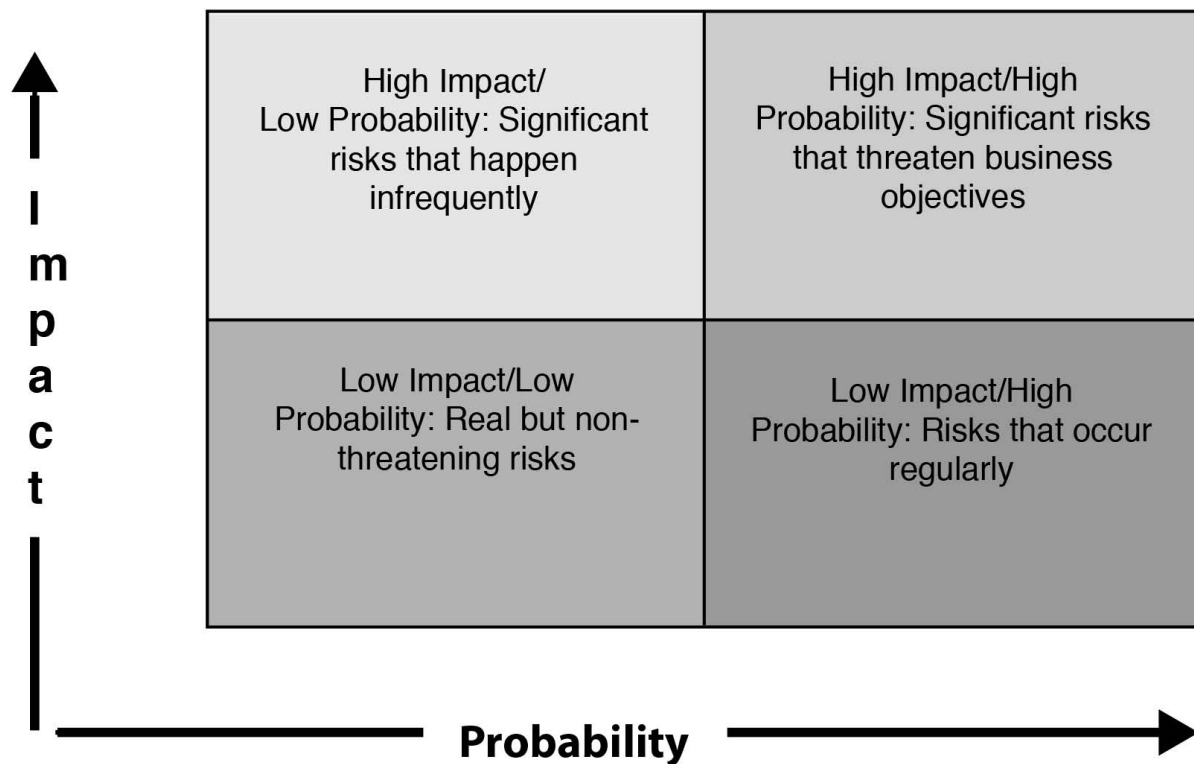 High Impact/
Low Probability: Significant
risks that happen
infrequently
High Impact/High
Probability: Significant risks
that threaten business
objectives
Impact
Low Impact/Low
Probability: Real but non-
threatening risks
Low Impact/High
Probability: Risks that occur
regularly
Probability